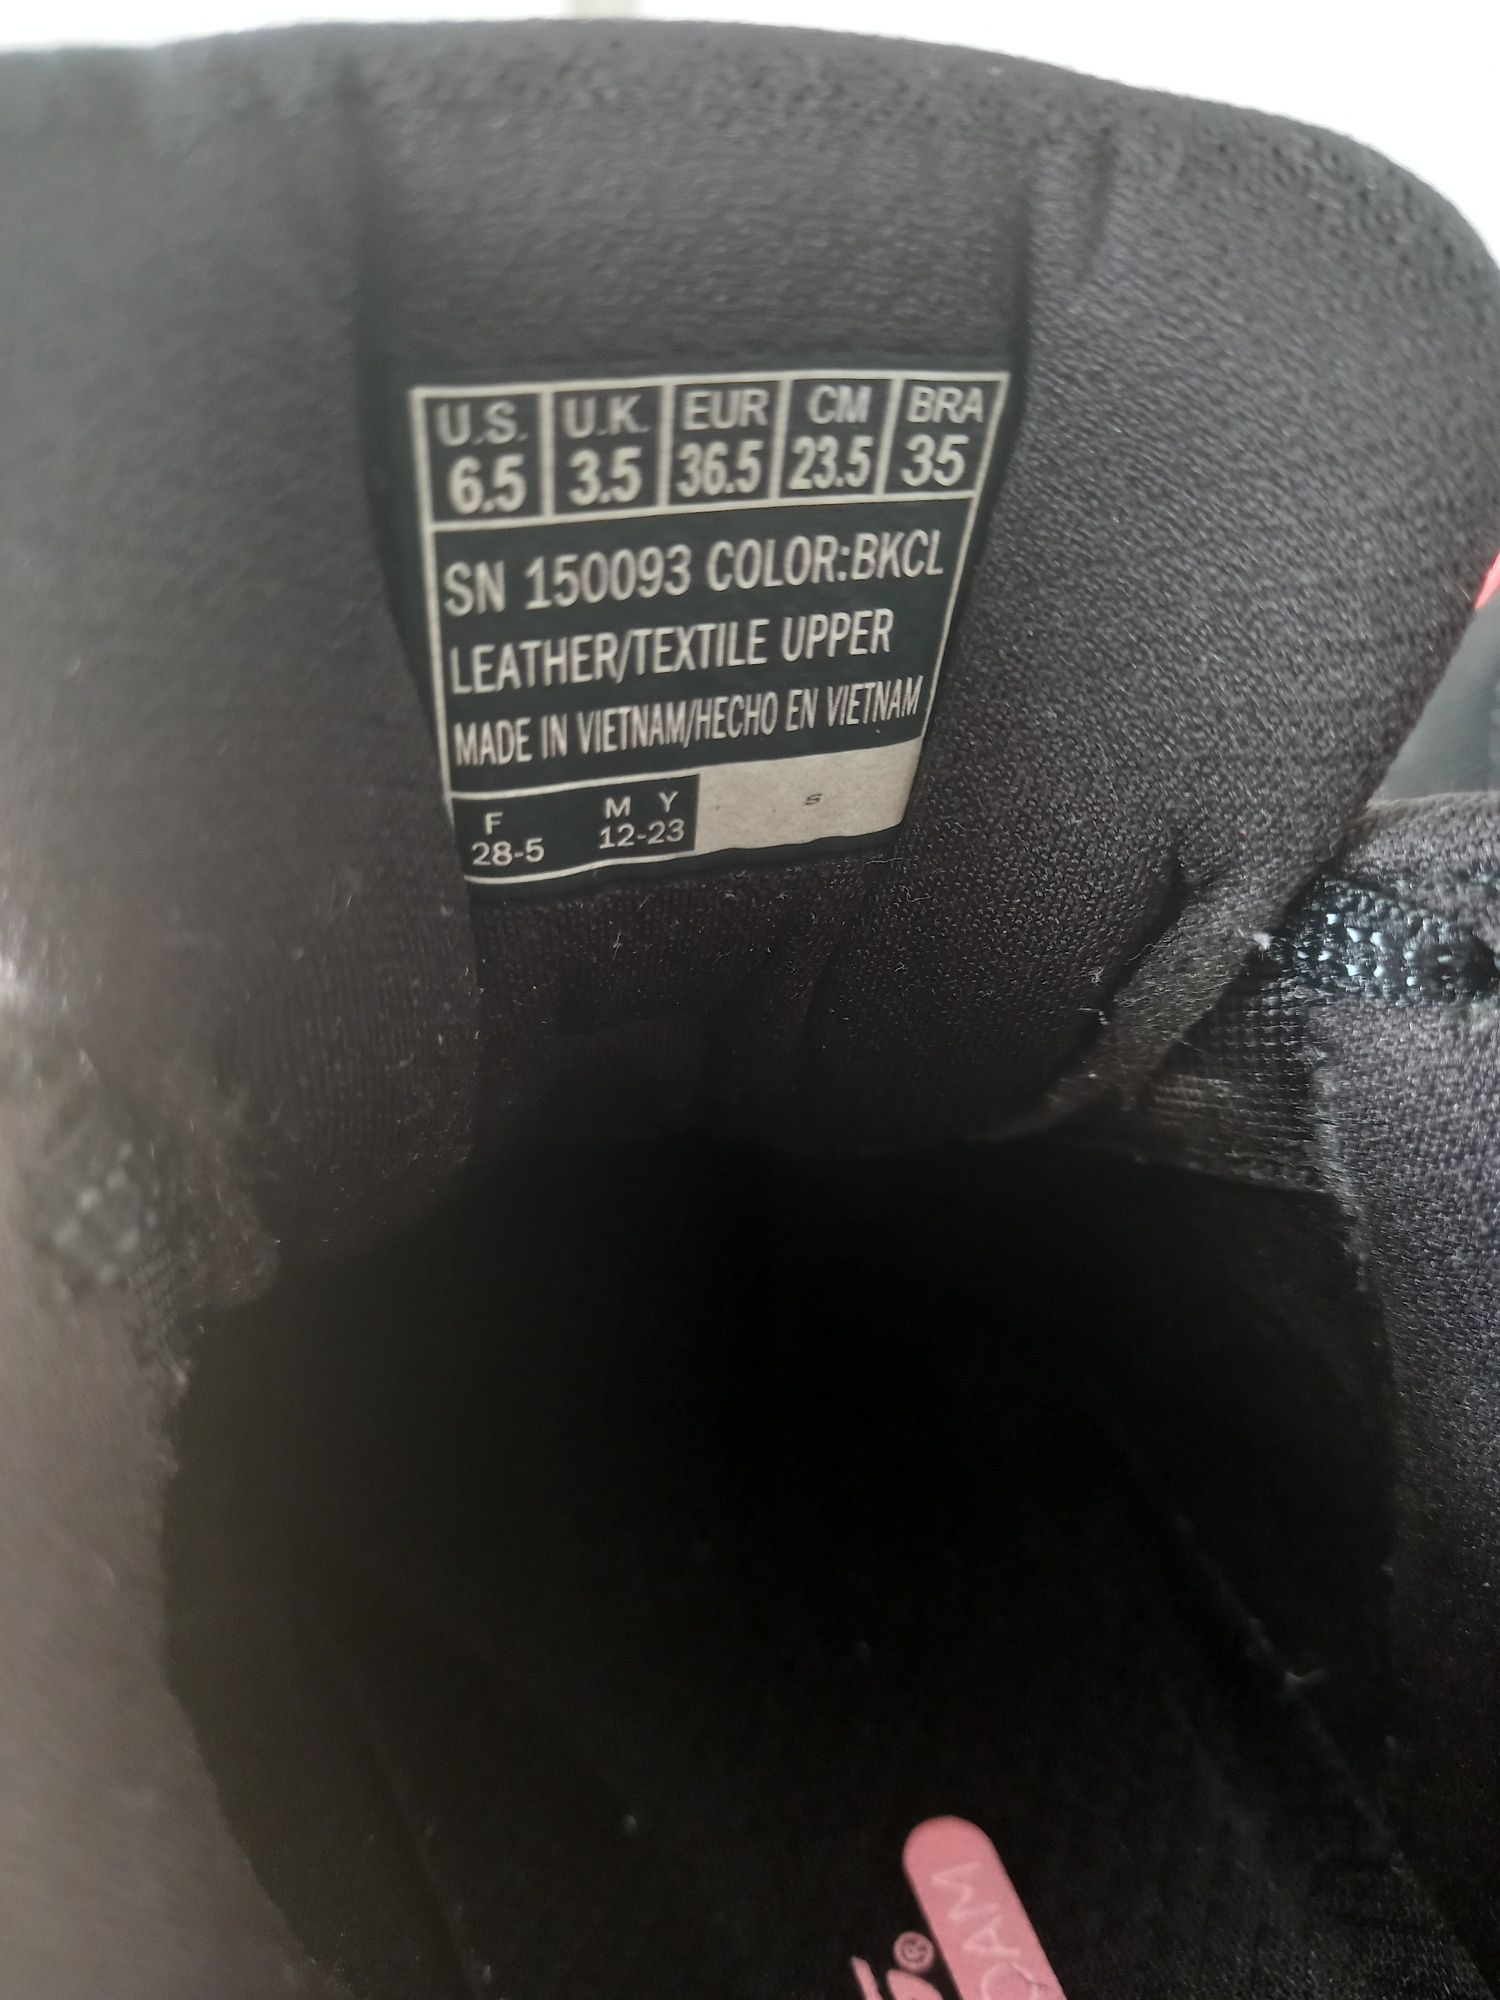 U.S. U.K. EUR CM BRA
6.5 3.5 36.5 23.5 35
SN 150093 COLOR:BKCL
LEATHER/TEXTILE UPPER
MADE IN VIETNAM/HECHO EN VIETNAM
F M Y S
28-5 12-23
®